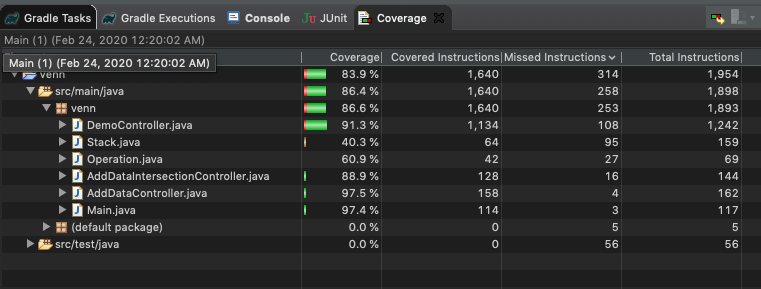 Gradle Tasks Gradle Executions Console JUnit Coverage
Main (1) (Feb 24, 2020 12:20:02 AM)
Coverage Covered Instructions Missed Instructions Total Instructions
Main (1) (Feb 24, 2020 12:20:02 AM)
venn 83.9 % 1,640 314 1,954
src/main/java 86.4 % 1,640 258 1,898
venn 86.6 % 1,640 253 1,893
DemoController.java 91.3 % 1,134 108 1,242
Stack.java 40.3 % 64 95 159
Operation.java 60.9 % 42 27 69
AddDataIntersectionController.java 88.9 % 128 16 144
AddDataController.java 97.5 % 158 4 162
Main.java 97.4 % 114 3 117
(default package) 0.0 % 0 5 5
src/test/java 0.0 % 0 56 56